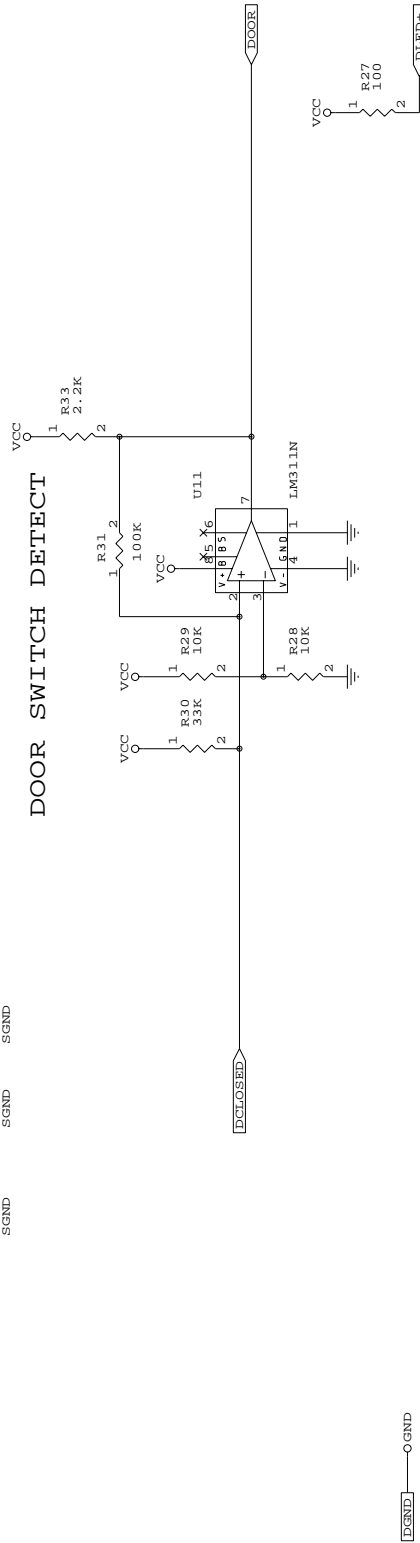 SGND SGND SGND
DOOR SWITCH DETECT
VCC
1
R33
2.2K
2
R31
1 2
100K
VCC
VCC
VCC
1
R30
33K
2
1
R29
10K
2
U11
8 5 6
V+ B BS
2
+
3
-
7
V- GND
4 1
LM311N
1
R28
10K
2
DCLOSED
DOOR
VCC
1
R27
100
2
DLED+
DGND
GND